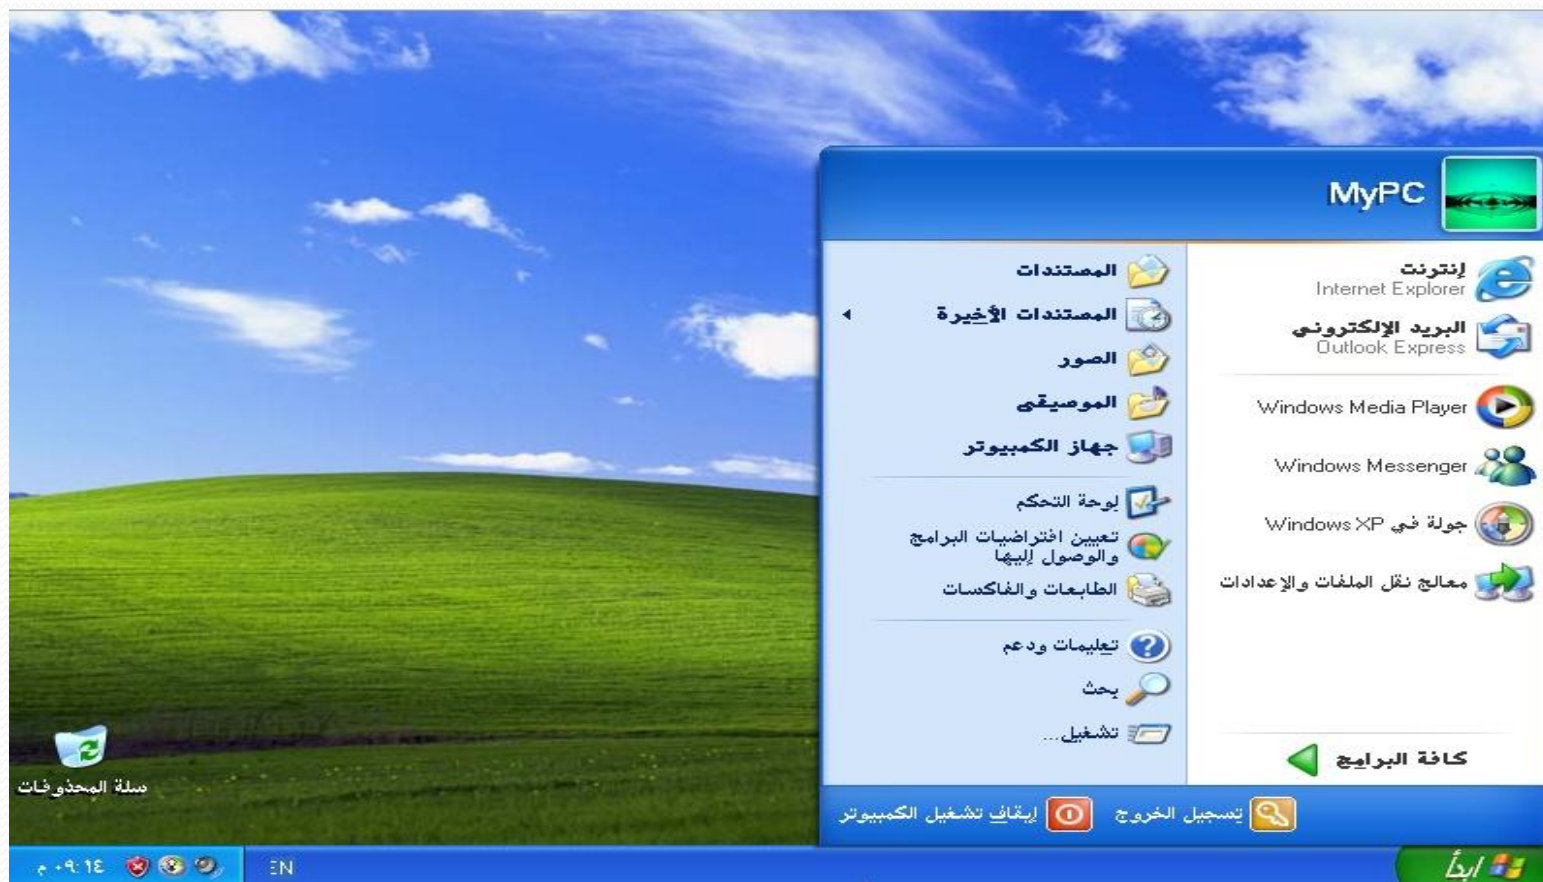 MyPC
إنترنت
Internet Explorer
البريد الإلكتروني
Outlook Express
Windows Media Player
Windows Messenger
جولة في Windows XP
معالج نقل الملفات والإعدادات
كافة البرامج
المستندات
المستندات الأخيرة
الصور
الموسيقى
جهاز الكمبيوتر
لوحة التحكم
تعيين افتراضيات البرامج
والوصول إليها
الطابعات والفاكسات
تعليمات ودعم
بحث
تشغيل...
تسجيل الخروج
إيقاف تشغيل الكمبيوتر
سلة المحذوفات
ابدأ
EN
٠٩:١٤ م